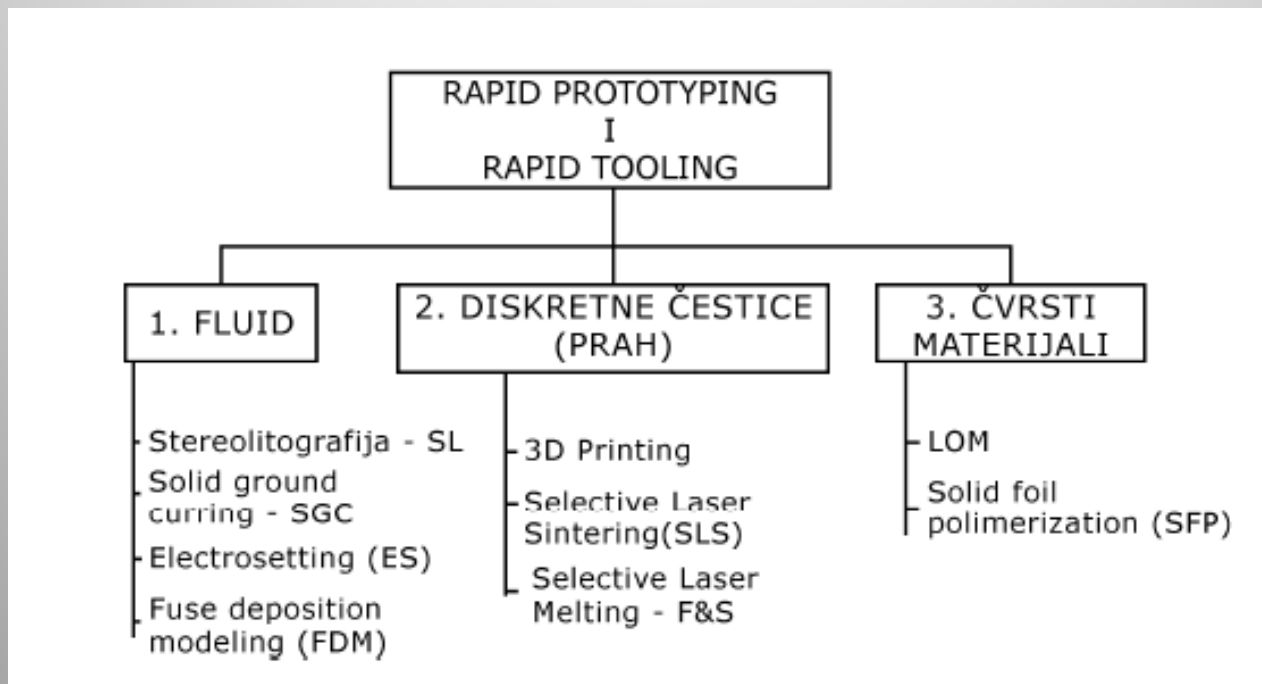 RAPID PROTOTYPING
I
RAPID TOOLING
1. FLUID
Stereolitografija - SL
Solid ground
curring - SGC
Electrosetting (ES)
Fuse deposition
modeling (FDM)
2. DISKRETNE ČESTICE
(PRAH)
3D Printing
Selective Laser
Sintering(SLS)
Selective Laser
Melting - F&S
3. ČVRSTI
MATERIJALI
LOM
Solid foil
polimerization (SFP)